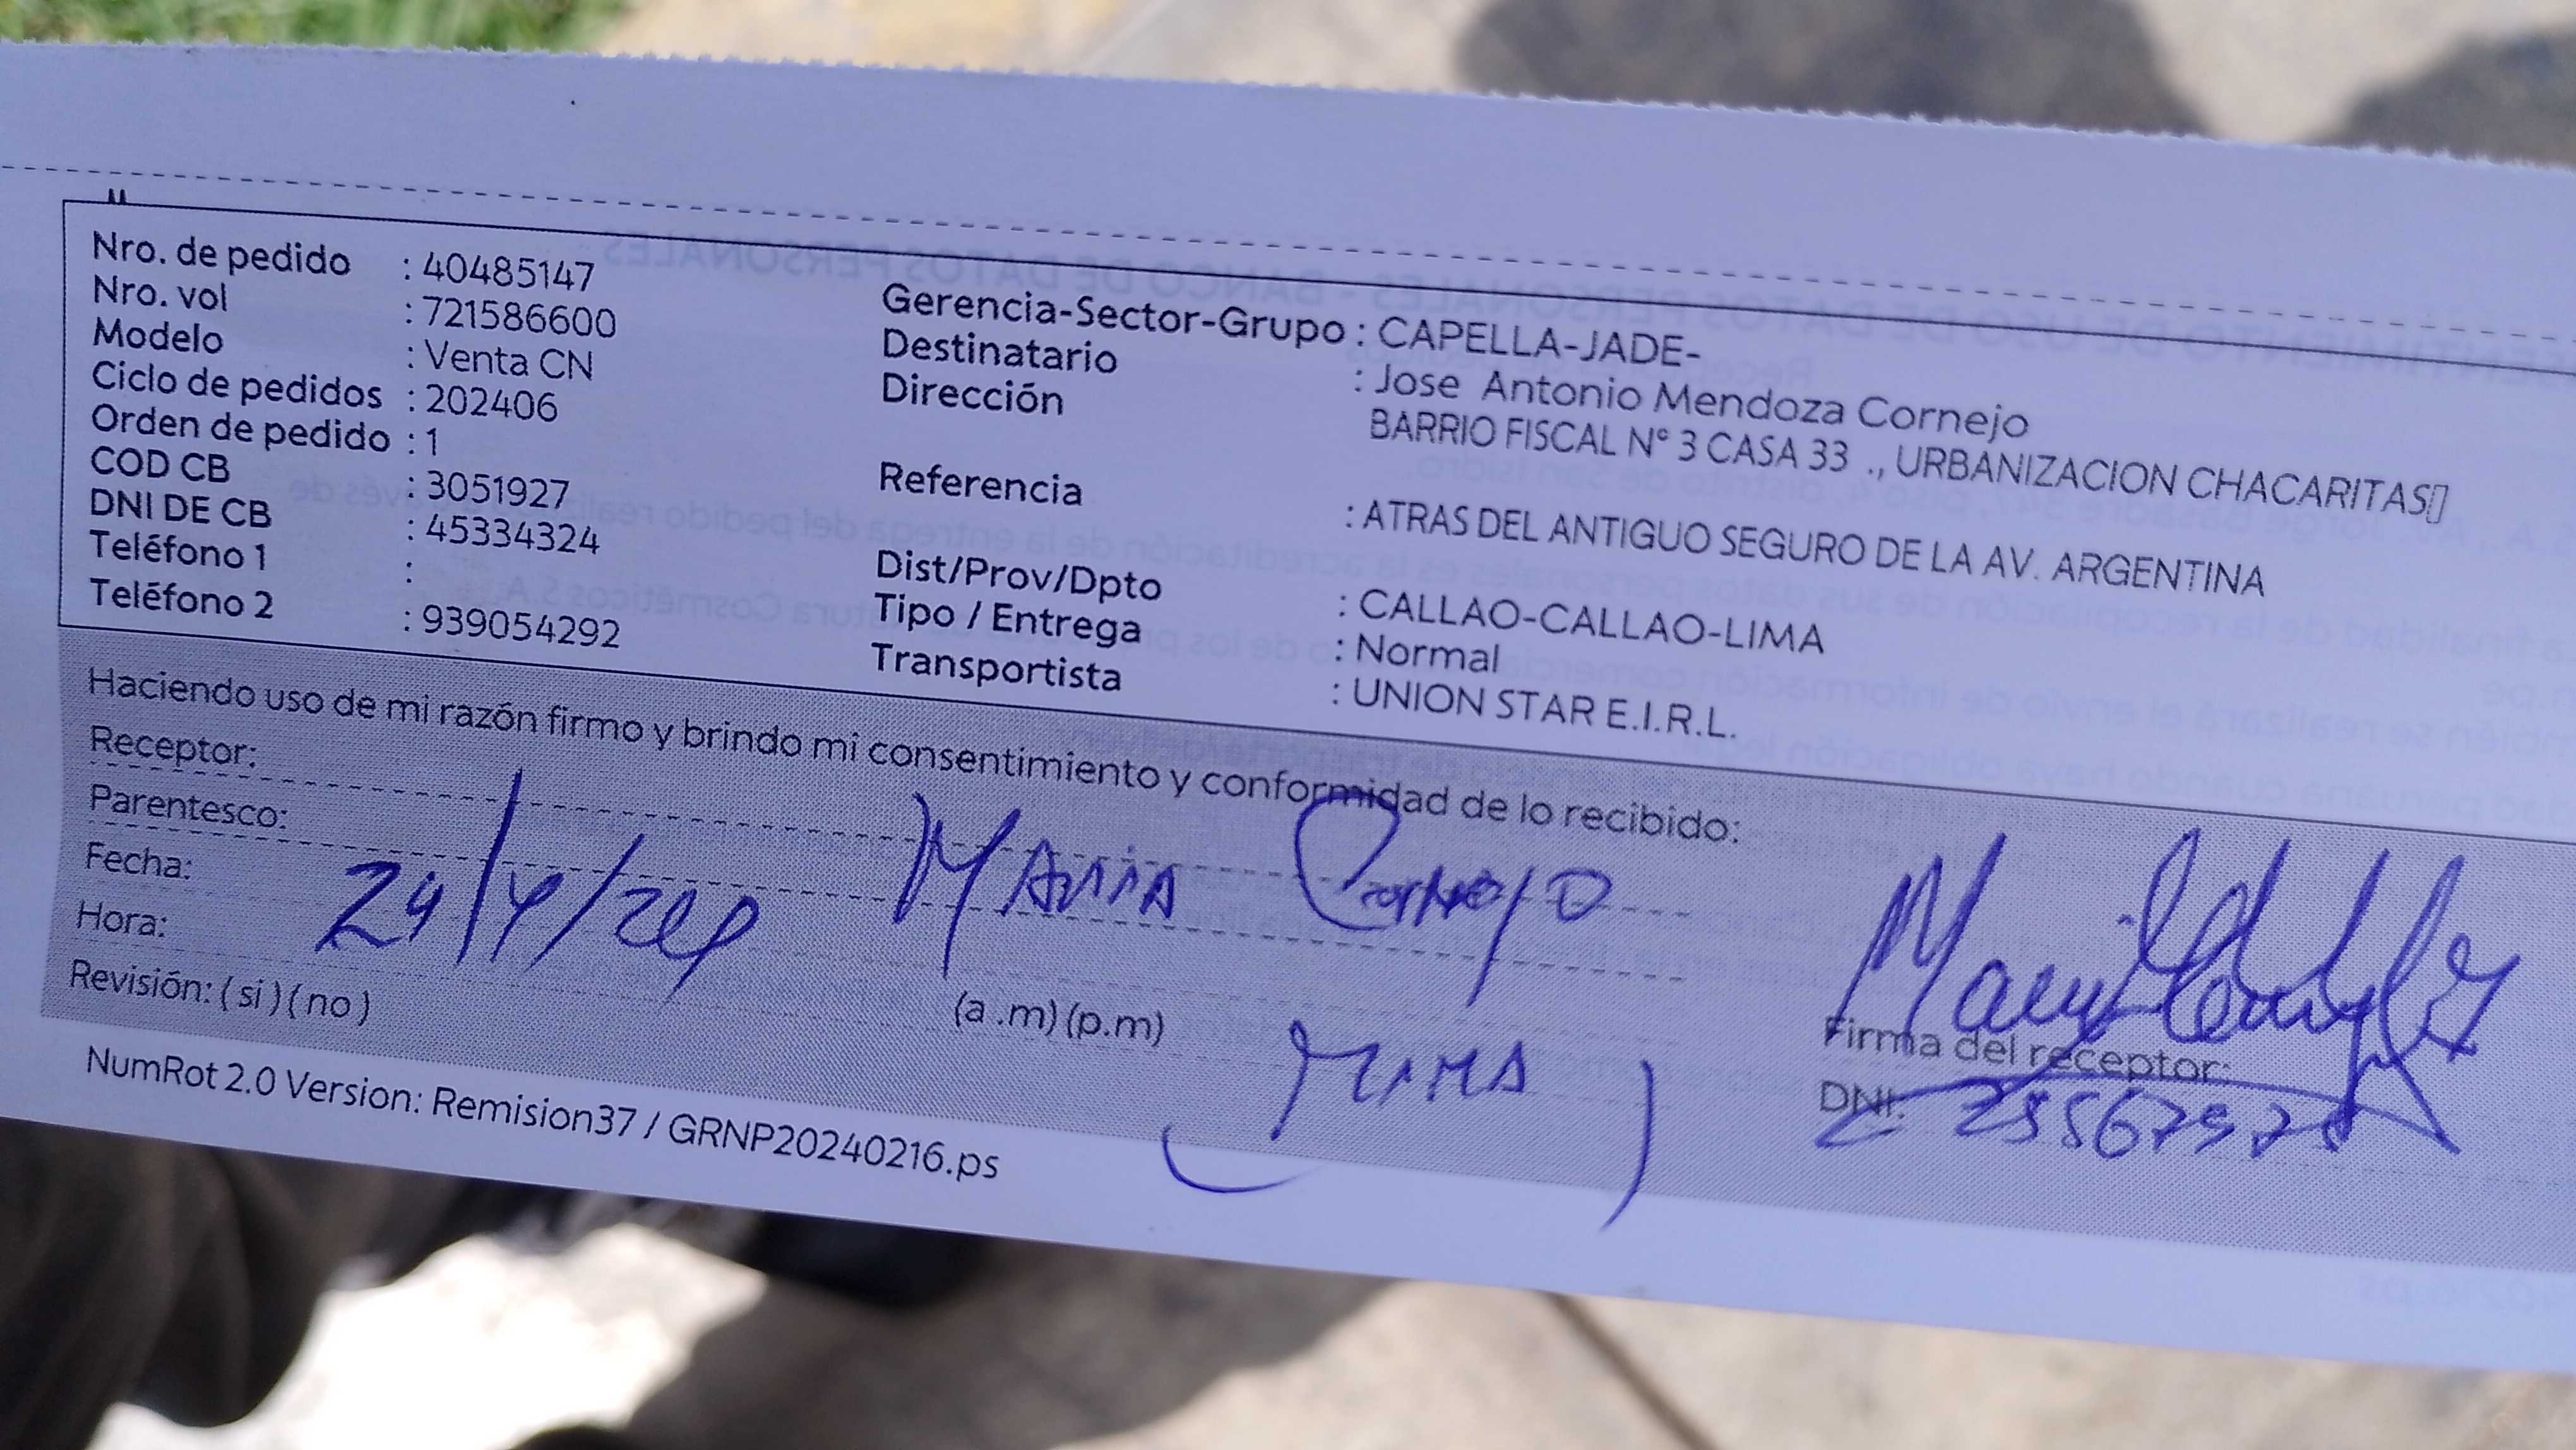 Nro. de pedido : 40485147
Nro. vol : 721586600
Modelo : Venta CN
Ciclo de pedidos : 202406
Orden de pedido : 1
COD CB : 3051927
DNI DE CB : 45334324
Teléfono 1 :
Teléfono 2 : 939054292
Gerencia-Sector-Grupo : CAPELLA-JADE-
Destinatario : Jose Antonio Mendoza Cornejo
Dirección BARRIO FISCAL N° 3 CASA 33 ., URBANIZACION CHACARITAS▯
Referencia : ATRAS DEL ANTIGUO SEGURO DE LA AV. ARGENTINA
Dist/Prov/Dpto : CALLAO-CALLAO-LIMA
Tipo / Entrega : Normal
Transportista : UNION STAR E.I.R.L.
Haciendo uso de mi razón firmo y brindo mi consentimiento y conformidad de lo recibido:
Receptor:
Parentesco: Maria Cornejo
Fecha: 24/4/
Hora: (a .m) (p.m)
Revisión: ( si ) ( no )
Mama
Firma del receptor:
DNI:
NumRot 2.0 Version: Remision37 / GRNP20240216.ps